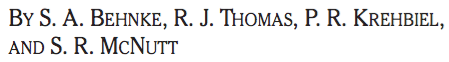 BY S. A. BEHNKE, R. J. THOMAS, P. R. KREHBIEL,
AND S. R. MCNUTT